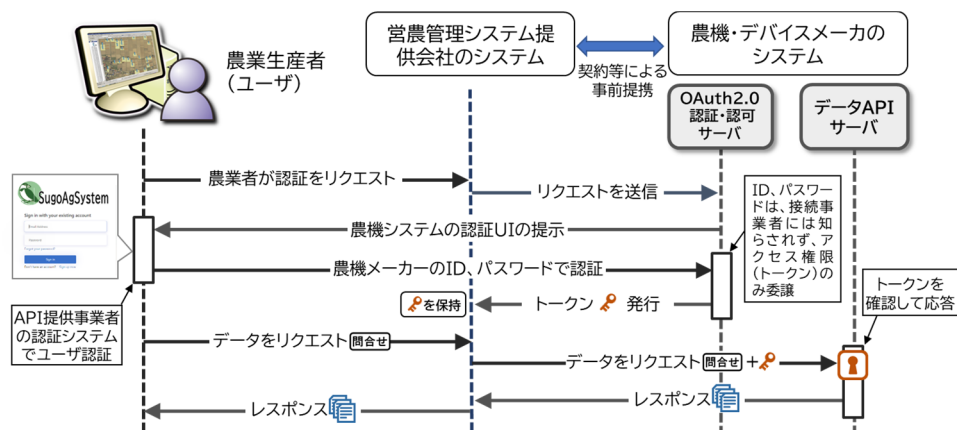 農業生産者
（ユーザ）
営農管理システム提
供会社のシステム
契約等による
事前提携
農機・デバイスメーカの
システム
OAuth2.0
認証・認可
サーバ
データAPI
サーバ
農業者が認証をリクエスト
リクエストを送信
SugoAgSystem
Sign in with your existing account
Sign in
農機システムの認証UIの提示
ID、パスワー
ドは、接続事
業者には知
らされず、ア
クセス権限
（トークン）の
み委譲
農機メーカーのID、パスワードで認証
を保持
トークン
発行
トークンを
確認して応答
API提供事業者
の認証システム
でユーザ認証
データをリクエスト 問合せ
データをリクエスト 問合せ +
レスポンス
レスポンス